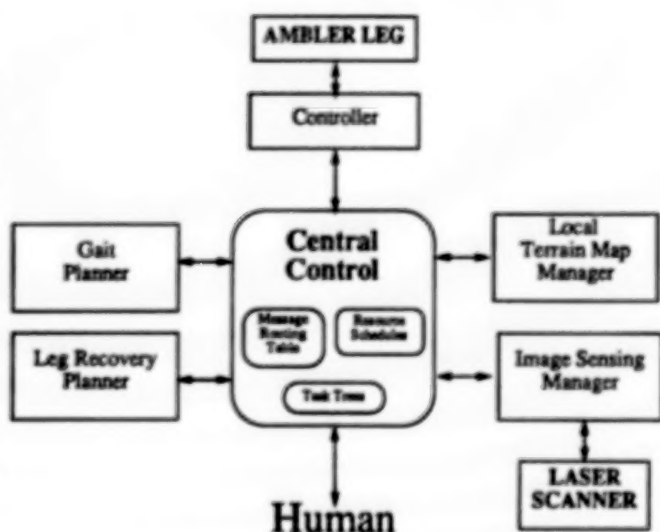 AMBLER LEG
Controller
Gait
Planner
Central
Control
Local
Terrain Map
Manager
Message
Routing
Table
Resource
Schedules
Leg Recovery
Planner
Image Sensing
Manager
Task Trees
LASER
SCANNER
Human